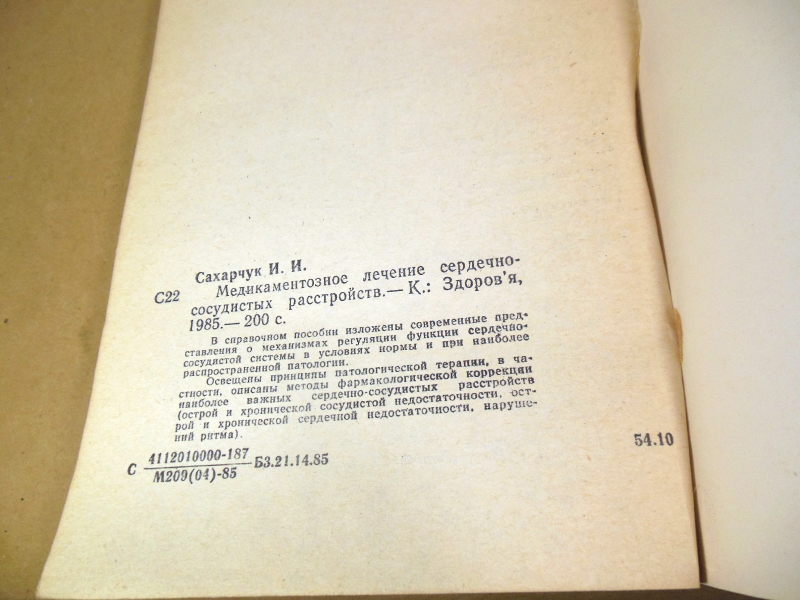 Сахарчук И. И.
С22 Медикаментозное лечение сердечно-
сосудистых расстройств.— К.: Здоров'я,
1985.— 200 с.
В справочном пособии изложены современные пред-
ставления о механизмах регуляции функции сердечно-
сосудистой системы в условиях нормы и при наиболее
распространенной патологии.
Освещены принципы патологической терапии, в ча-
стности, описаны методы фармакологической коррекции
наиболее важных сердечно-сосудистых расстройств
(острой и хронической сосудистой недостаточности, ост-
рой и хронической сердечной недостаточности, наруше-
ний ритма).
С 4112010000-187 БЗ.21.14.85
М209(04)-85
54.10